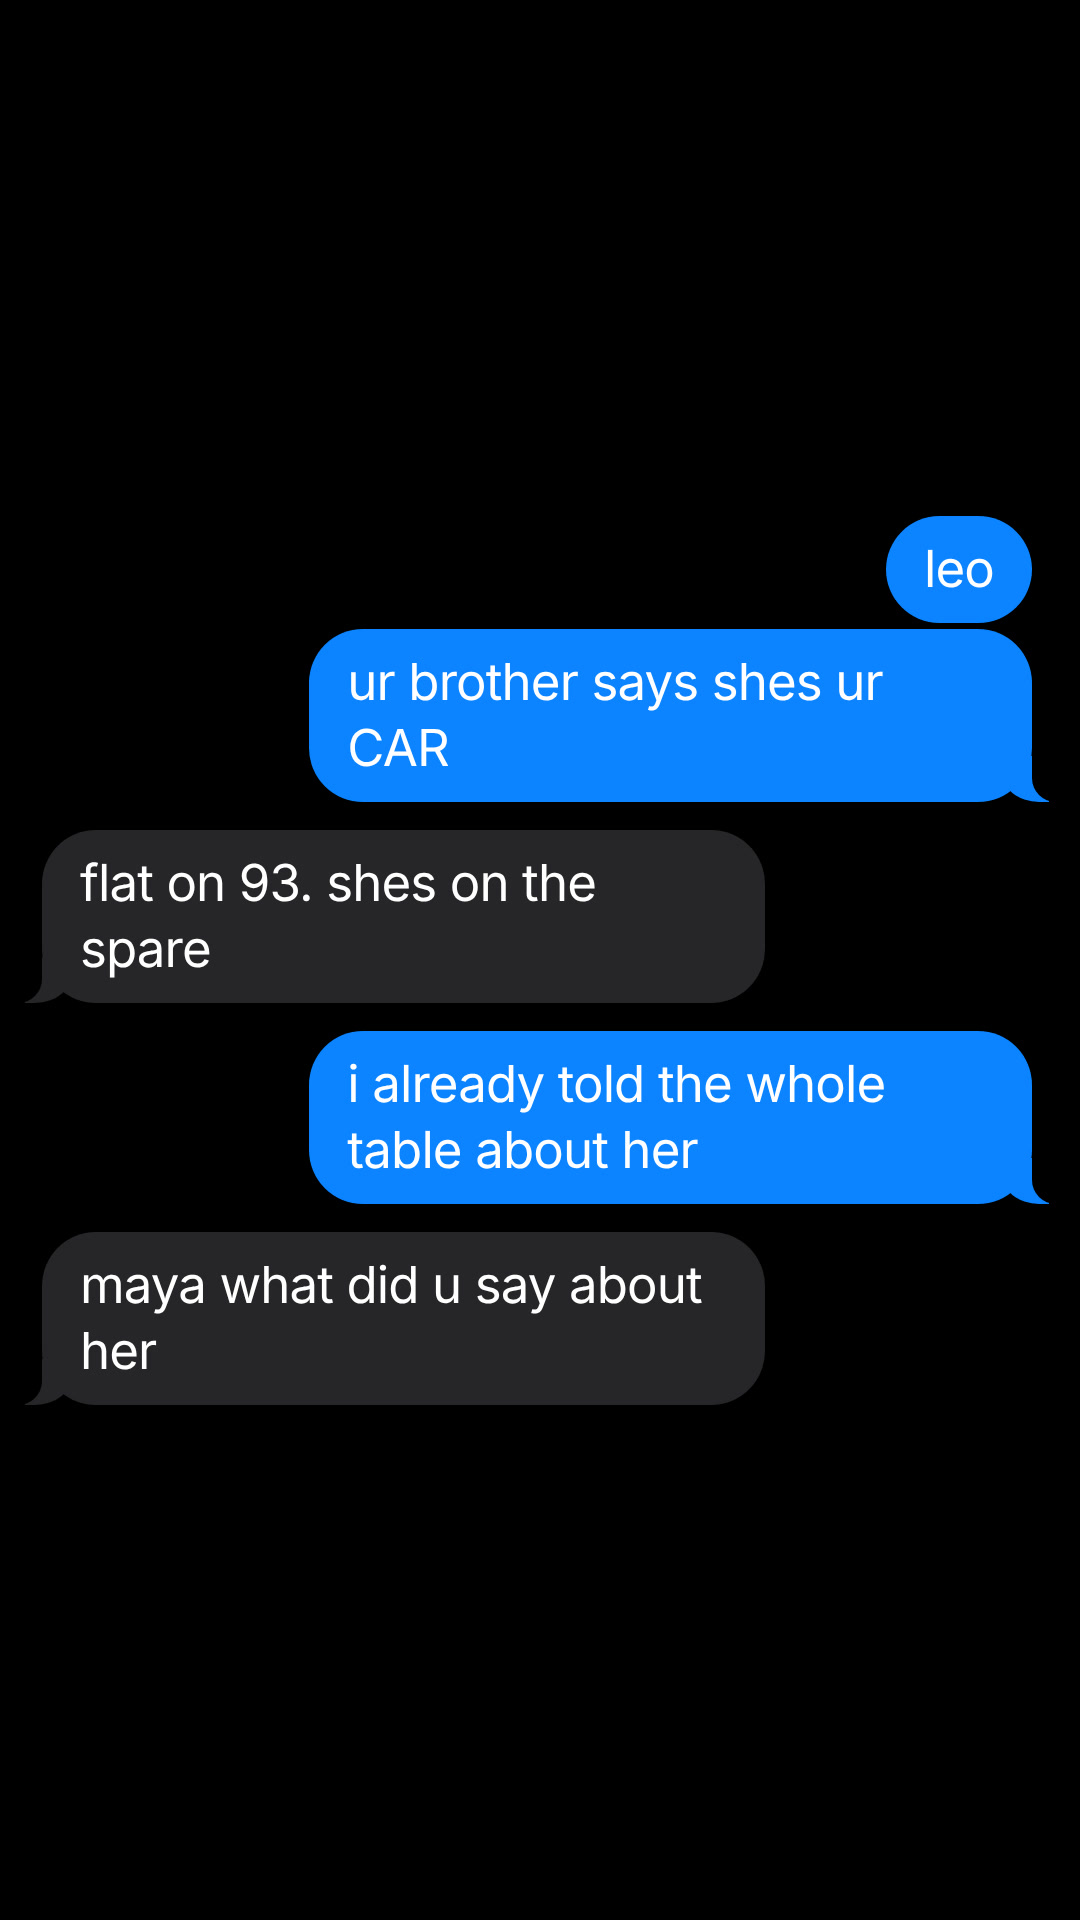 leo
ur brother says shes ur
CAR
flat on 93. shes on the
spare
i already told the whole
table about her
maya what did u say about
her